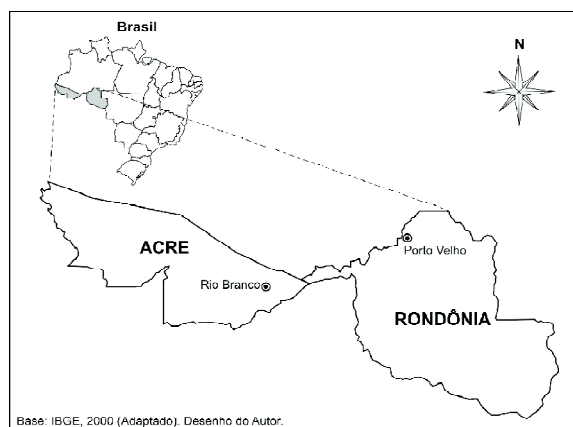 Brasil
N
ACRE
Porto Velho
Rio Branco
RONDÔNIA
Base: IBGE, 2000 (Adaptado). Desenho do Autor.